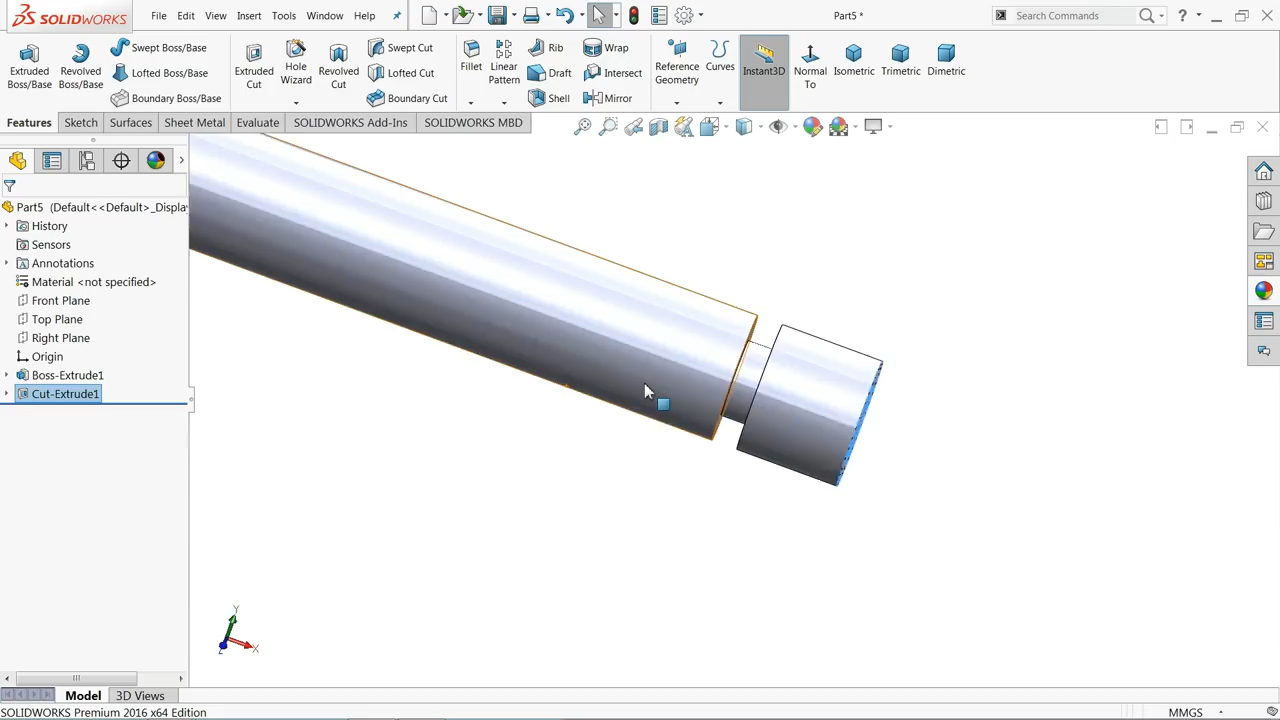 SOLIDWORKS File Edit View Insert Tools Window Help Part5 * Search Commands
Extruded Boss/Base
Revolved Boss/Base
Swept Boss/Base
Lofted Boss/Base
Boundary Boss/Base
Extruded Cut
Hole Wizard
Revolved Cut
Swept Cut
Lofted Cut
Boundary Cut
Fillet
Linear Pattern
Rib
Draft
Shell
Wrap
Intersect
Mirror
Reference Geometry
Curves
Instant3D
Normal To
Isometric
Trimetric
Dimetric
Features Sketch Surfaces Sheet Metal Evaluate SOLIDWORKS Add-Ins SOLIDWORKS MBD
Part5 (Default<<Default>_Displa
History
Sensors
Annotations
Material <not specified>
Front Plane
Top Plane
Right Plane
Origin
Boss-Extrude1
Cut-Extrude1
Y
X
Z
Model 3D Views
SOLIDWORKS Premium 2016 x64 Edition MMGS